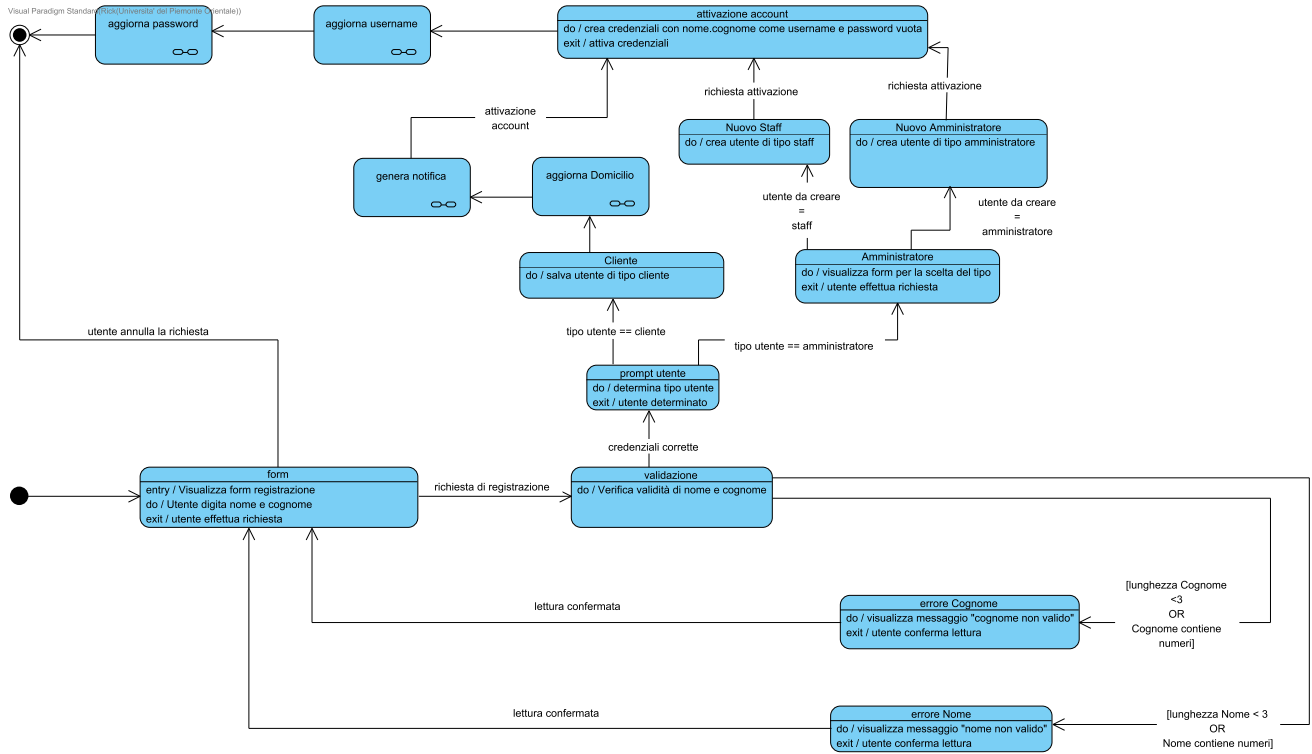 Visual Paradigm Standard(Rick(Universita' del Piemonte Orientale))
aggiorna password
aggiorna username
attivazione account
do / crea credenziali con nome.cognome come username e password vuota
exit / attiva credenziali
richiesta attivazione
richiesta attivazione
attivazione
account
Nuovo Staff
do / crea utente di tipo staff
Nuovo Amministratore
do / crea utente di tipo amministratore
genera notifica
aggiorna Domicilio
utente da creare
=
staff
utente da creare
=
amministratore
Cliente
do / salva utente di tipo cliente
Amministratore
do / visualizza form per la scelta del tipo
exit / utente effettua richiesta
utente annulla la richiesta
tipo utente == cliente
tipo utente == amministratore
prompt utente
do / determina tipo utente
exit / utente determinato
credenziali corrette
form
entry / Visualizza form registrazione
do / Utente digita nome e cognome
exit / utente effettua richiesta
richiesta di registrazione
validazione
do / Verifica validità di nome e cognome
[lunghezza Cognome
<3
OR
Cognome contiene
numeri]
lettura confermata
errore Cognome
do / visualizza messaggio "cognome non valido"
exit / utente conferma lettura
lettura confermata
errore Nome
do / visualizza messaggio "nome non valido"
exit / utente conferma lettura
[lunghezza Nome < 3
OR
Nome contiene numeri]